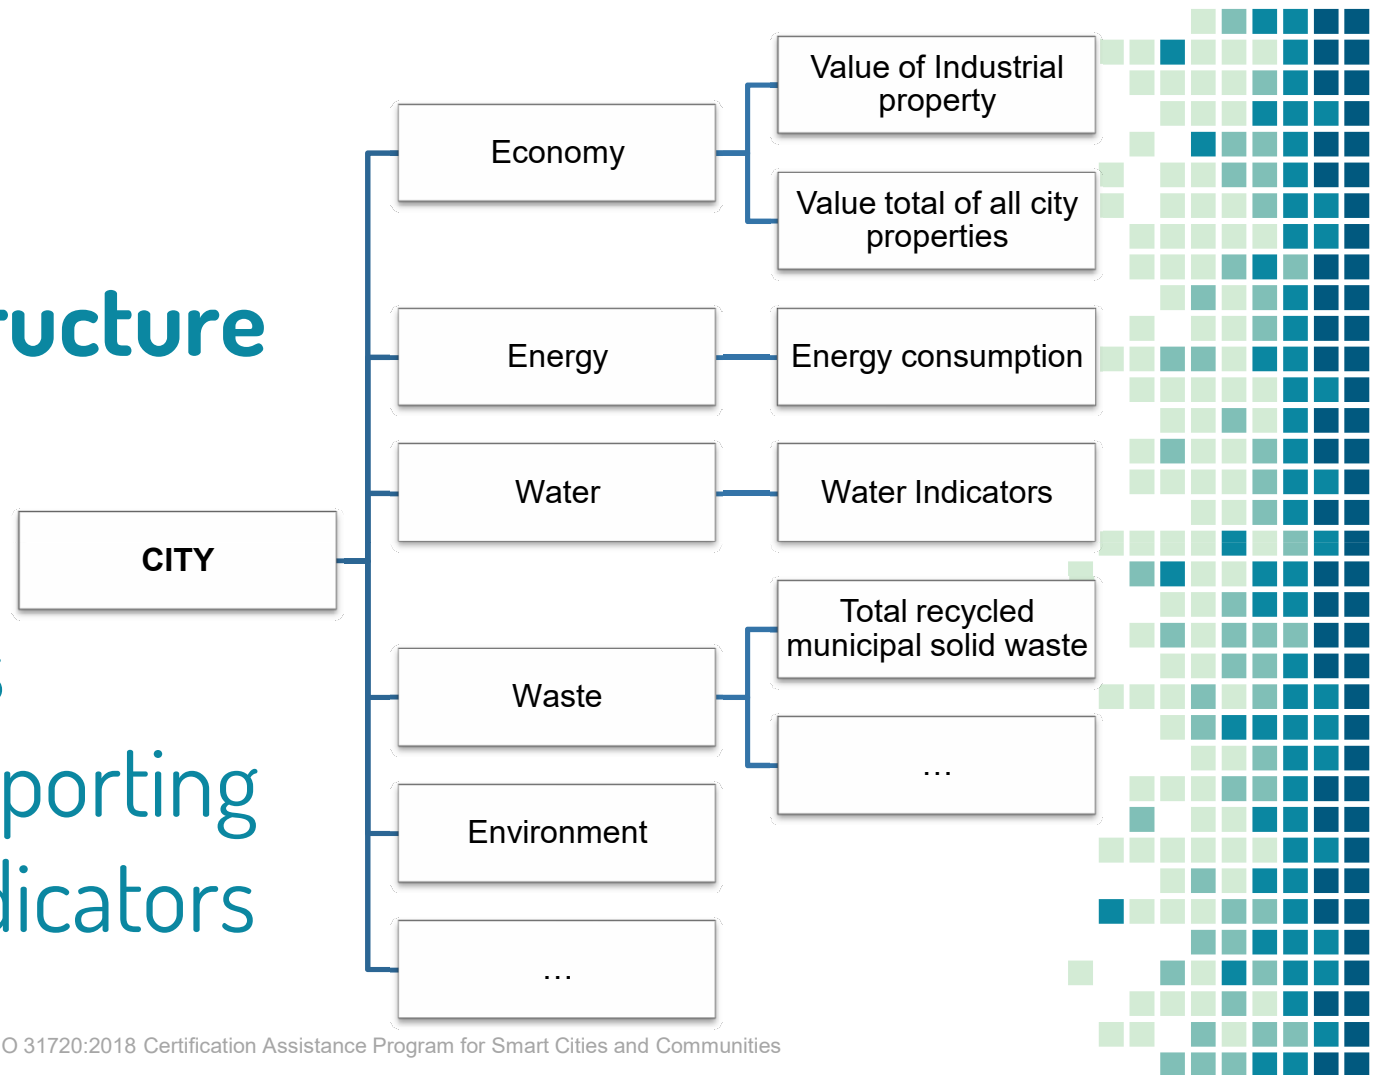 ructure
s
porting
dicators
CITY
Economy
Value of Industrial
property
Value total of all city
properties
Energy
Energy consumption
Water
Water Indicators
Waste
Total recycled
municipal solid waste
...
Environment
...
O 31720:2018 Certification Assistance Program for Smart Cities and Communities